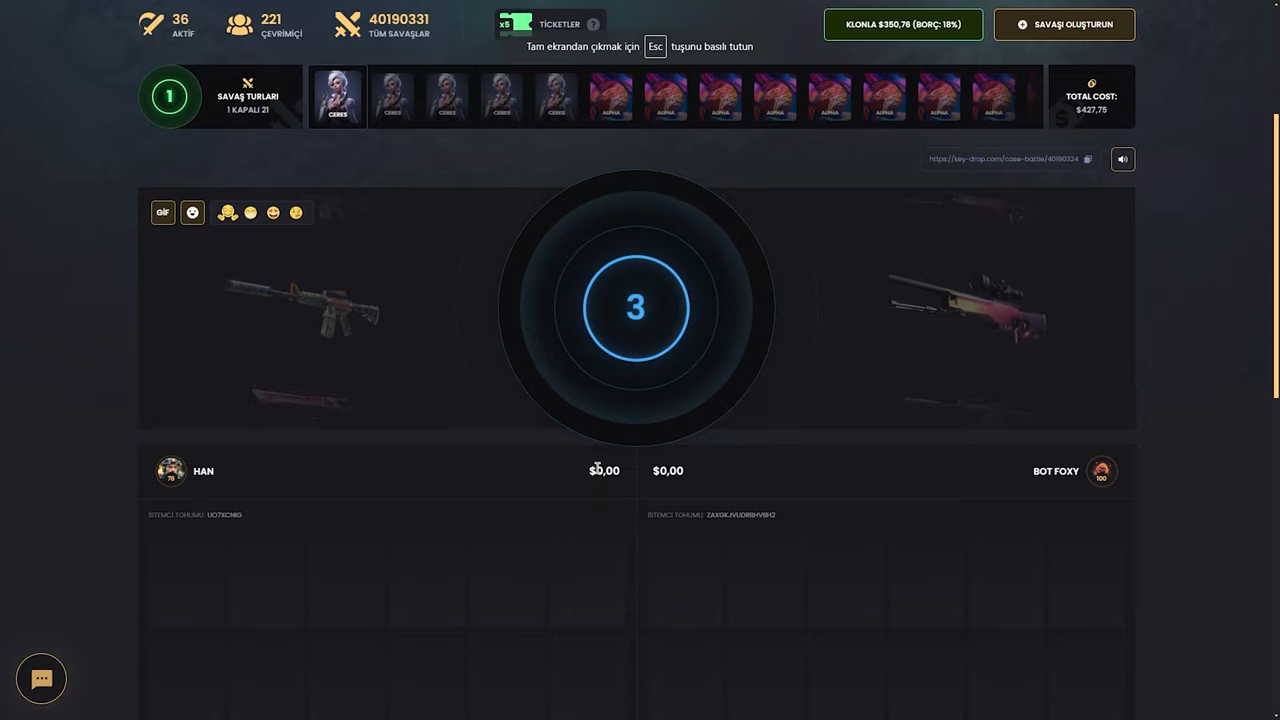 36
AKTİF
221
ÇEVRİMİÇİ
40190331
TÜM SAVAŞLAR
x5
TİCKETLER
?
KLONLA $350,76 (BORÇ: 18%)
SAVAŞI OLUŞTURUN
Tam ekrandan çıkmak için Esc tuşunu basılı tutun
1
SAVAŞ TURLARI
1 KAPALI 21
CERES
CERES
CERES
CERES
CERES
ALPHA
ALPHA
ALPHA
ALPHA
ALPHA
ALPHA
ALPHA
ALPHA
TOTAL COST:
$427,75
https://key-drop.com/case-battle/40190324
GIF
3
78
HAN
$0,00
$0,00
BOT FOXY
100
İSTEMCİ TOHUMU: UO7XCNIG
İSTEMCİ TOHUMU: ZAXGKJVUDRBHVBH2